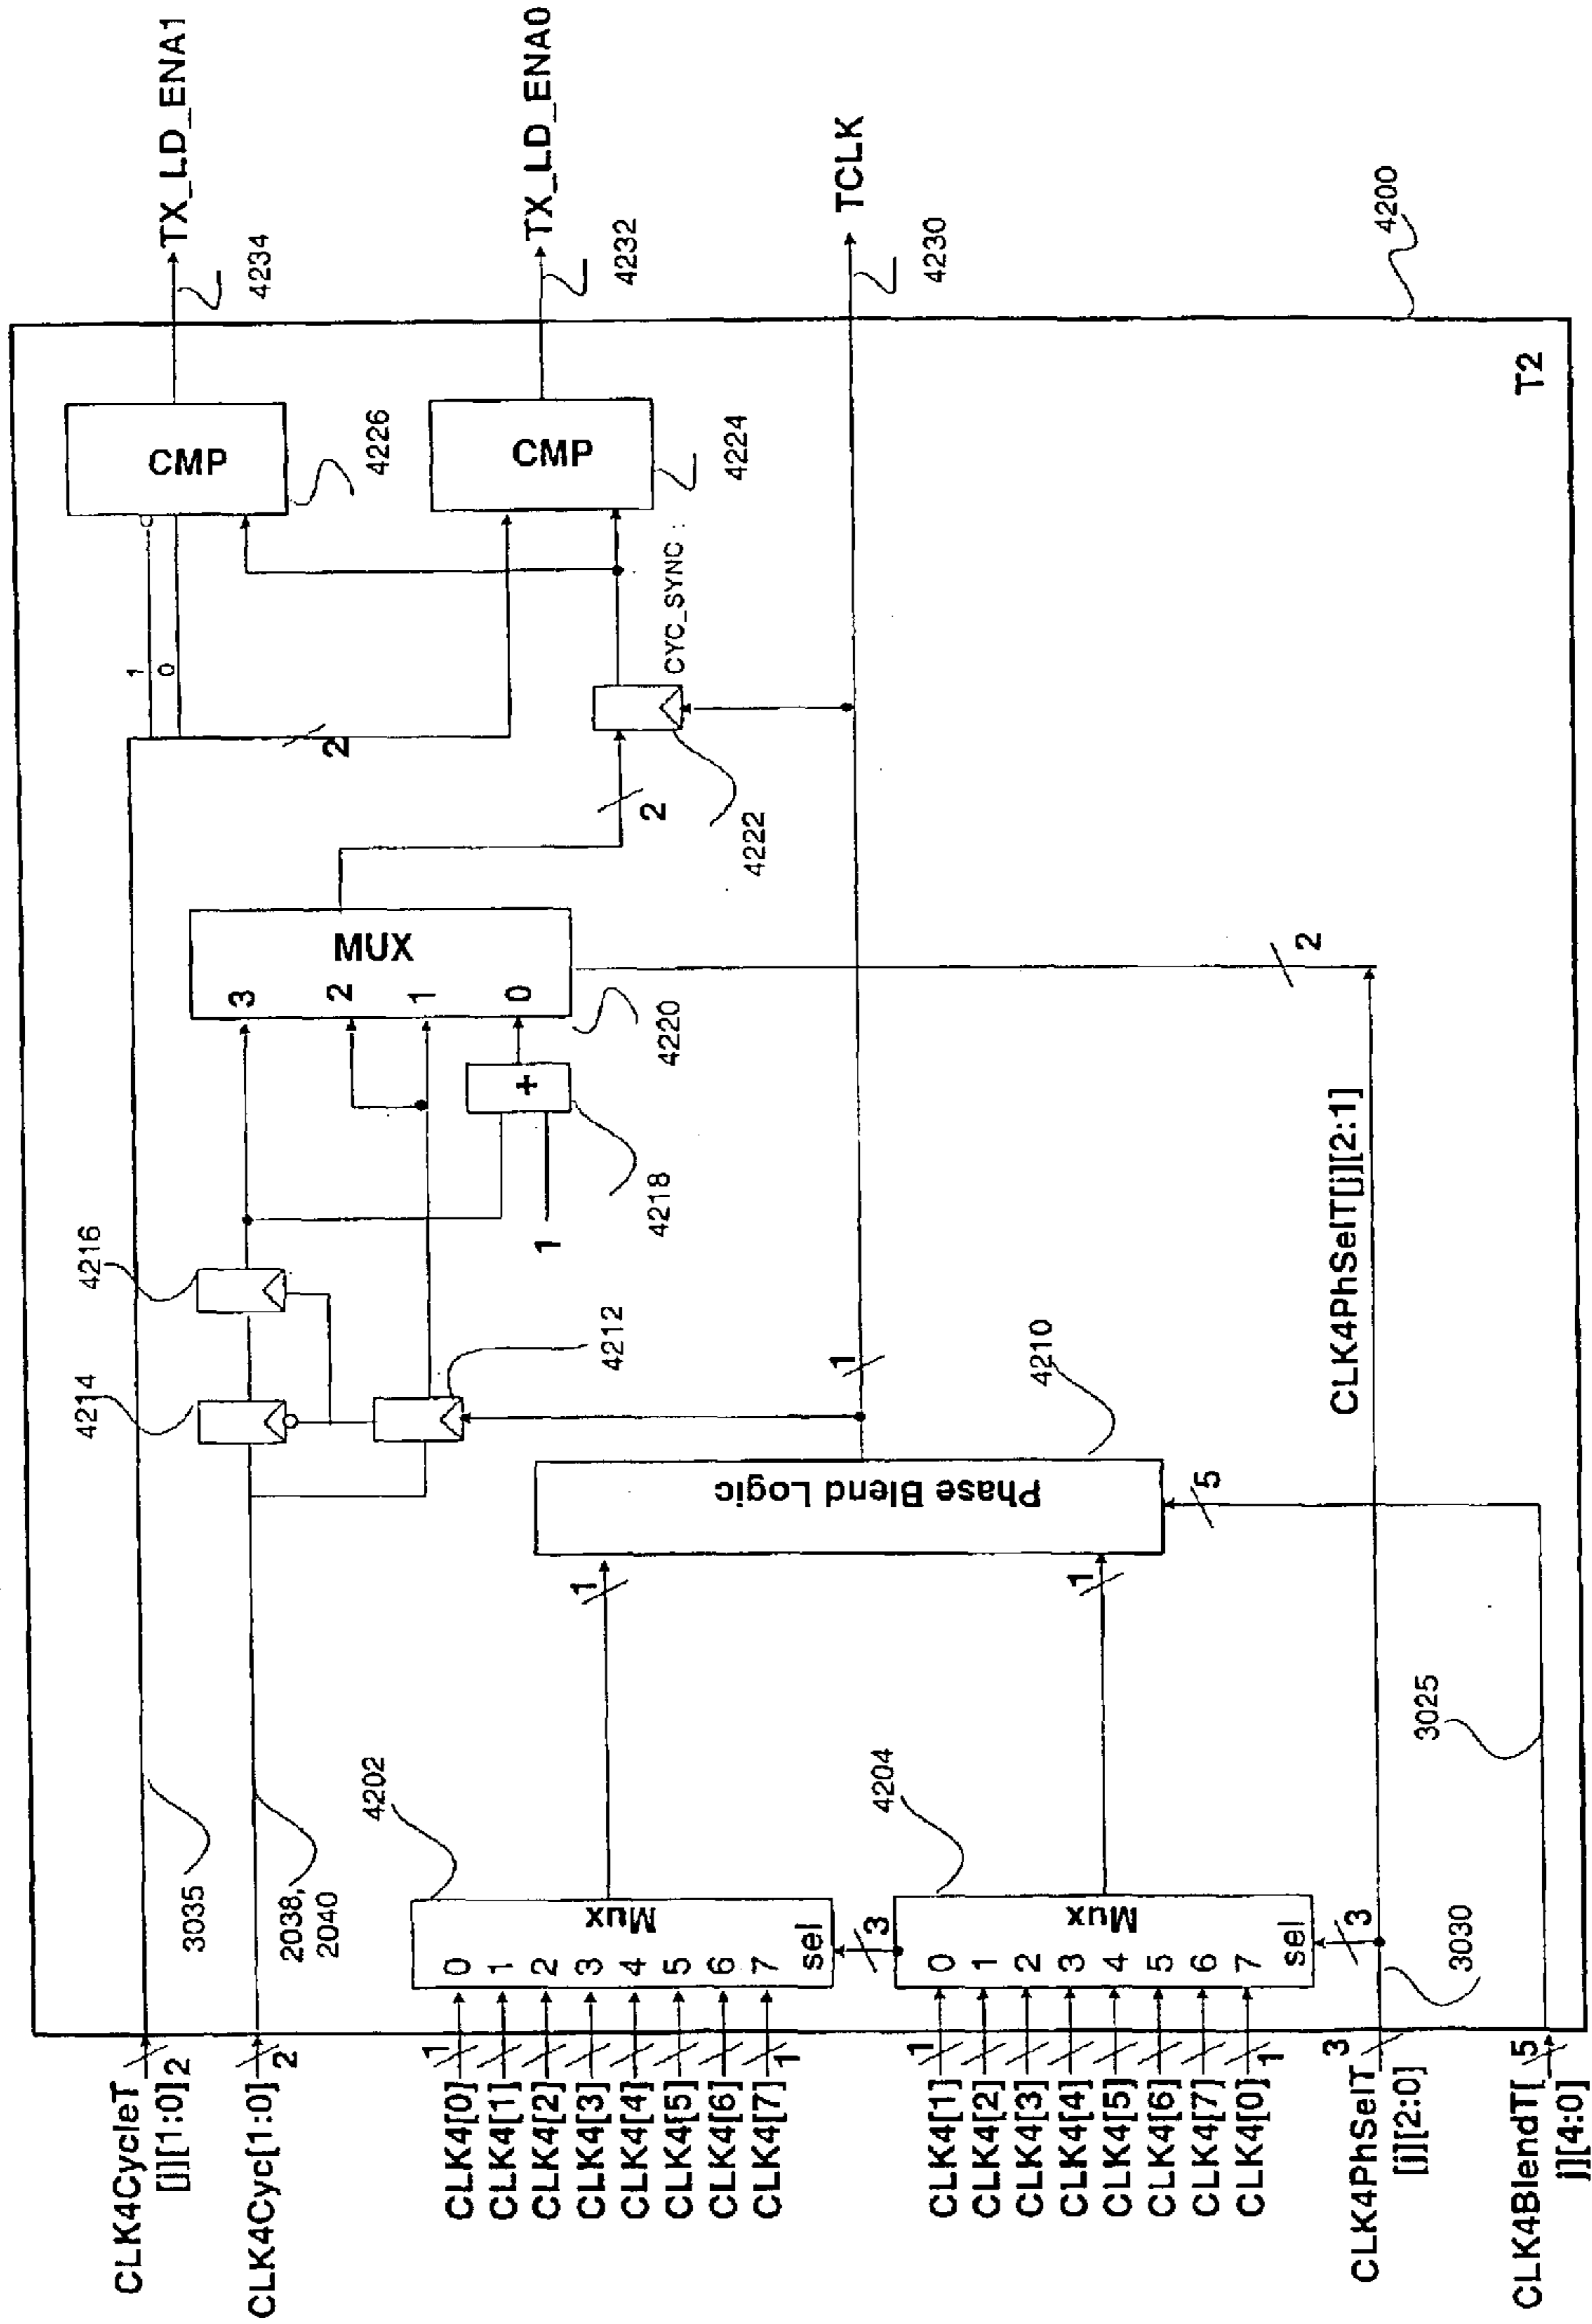 CLK4CycleT
[j][1:0]
2
3035
CLK4Cyc[1:0]
2
2038,
2040
4214
4216
1
0
2
CMP
4226
TX_LD_ENA1
4234
CMP
4224
TX_LD_ENA0
4232
MUX
3
2
1
0
4220
+
1
4218
4212
2
4222
CYC_SYNC
4202
Mux
0
1
2
3
4
5
6
7
sel
CLK4[0]
1
CLK4[1]
CLK4[2]
CLK4[3]
CLK4[4]
CLK4[5]
CLK4[6]
CLK4[7]
1
3
4204
Mux
0
1
2
3
4
5
6
7
sel
CLK4[1]
1
CLK4[2]
CLK4[3]
CLK4[4]
CLK4[5]
CLK4[6]
CLK4[7]
CLK4[0]
1
3
1
1
Phase Blend Logic
4210
5
1
TCLK
4230
CLK4PhSelT
[j][2:0]
3
3030
CLK4PhSelT[j][2:1]
2
CLK4BlendT[
j][4:0]
5
3025
T2
4200